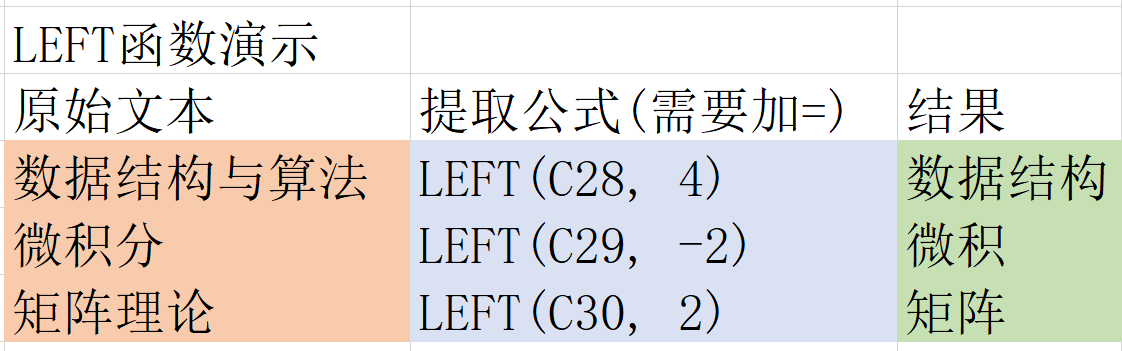 LEFT函数演示
原始文本 提取公式(需要加=) 结果
数据结构与算法 LEFT(C28, 4) 数据结构
微积分 LEFT(C29, -2) 微积
矩阵理论 LEFT(C30, 2) 矩阵